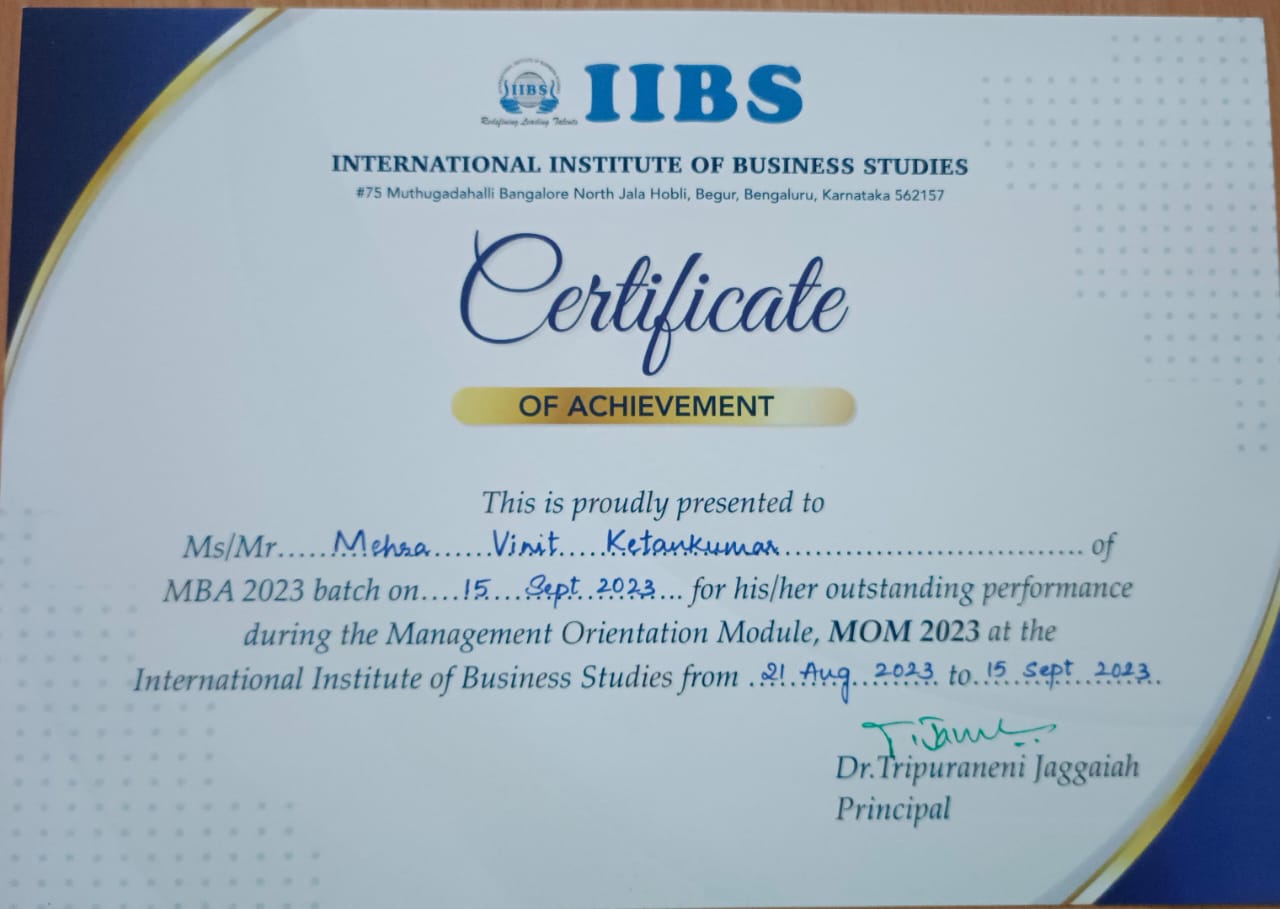 IIBS
Redefining Leading Talents
IIBS
INTERNATIONAL INSTITUTE OF BUSINESS STUDIES
#75 Muthugadahalli Bangalore North Jala Hobli, Begur, Bengaluru, Karnataka 562157
Certificate
OF ACHIEVEMENT
This is proudly presented to
Ms/Mr.....Mehra......Vinit.....Ketankumar.............................. of
MBA 2023 batch on....15....Sept..2023... for his/her outstanding performance
during the Management Orientation Module, MOM 2023 at the
International Institute of Business Studies from ..21..Aug..2023. to..15 Sept 2023.
Dr.Tripuraneni Jaggaiah
Principal